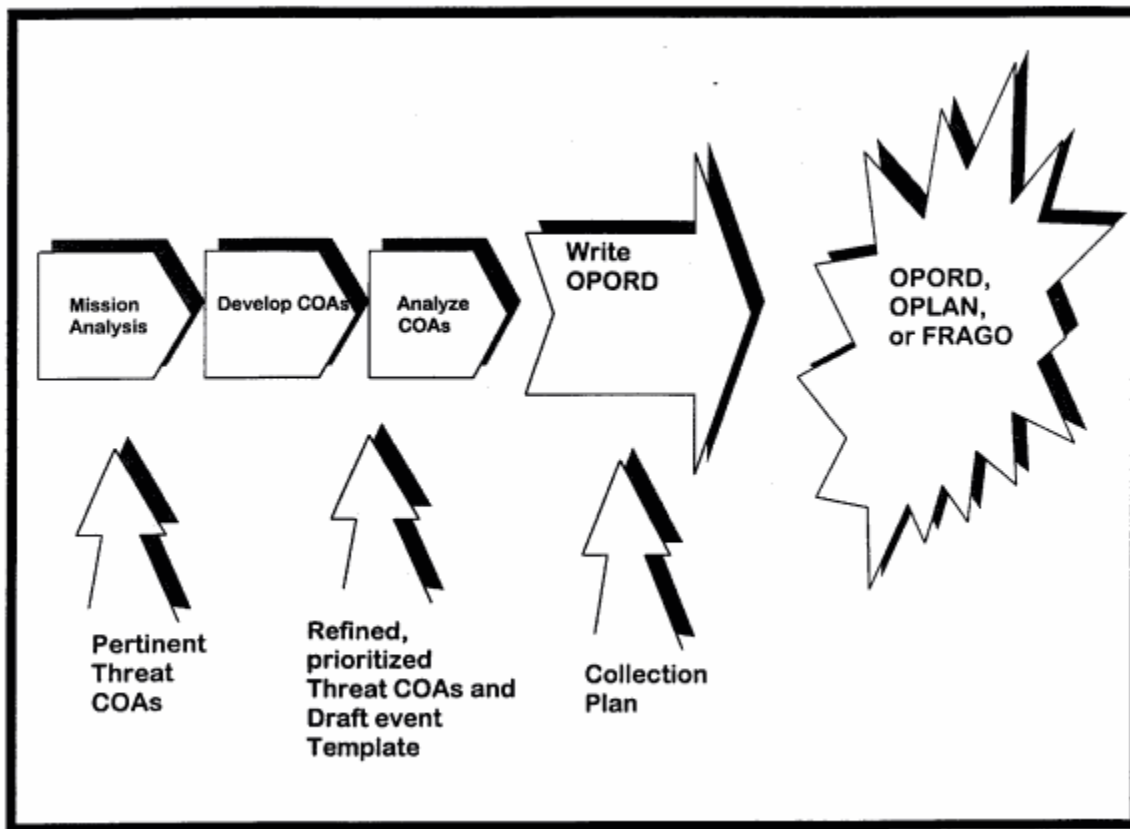 Mission
Analysis
Develop COAs
Analyze
COAs
Write
OPORD
OPORD,
OPLAN,
or FRAGO
Pertinent
Threat
COAs
Refined,
prioritized
Threat COAs and
Draft event
Template
Collection
Plan